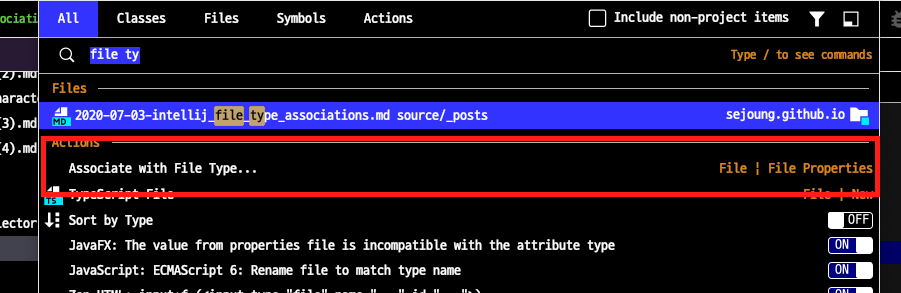 ociati
All Classes Files Symbols Actions Include non-project items
file ty Type / to see commands
(2).md
Files
aracte
MD 2020-07-03-intellij_file_type_associations.md source/_posts sejoung.github.io
(3).md
Actions
(4).md
Associate with File Type... File ¦ File Properties
TS TypeScript File File | New
lector
Sort by Type OFF
JavaFX: The value from properties file is incompatible with the attribute type ON
JavaScript: ECMAScript 6: Rename file to match type name ON